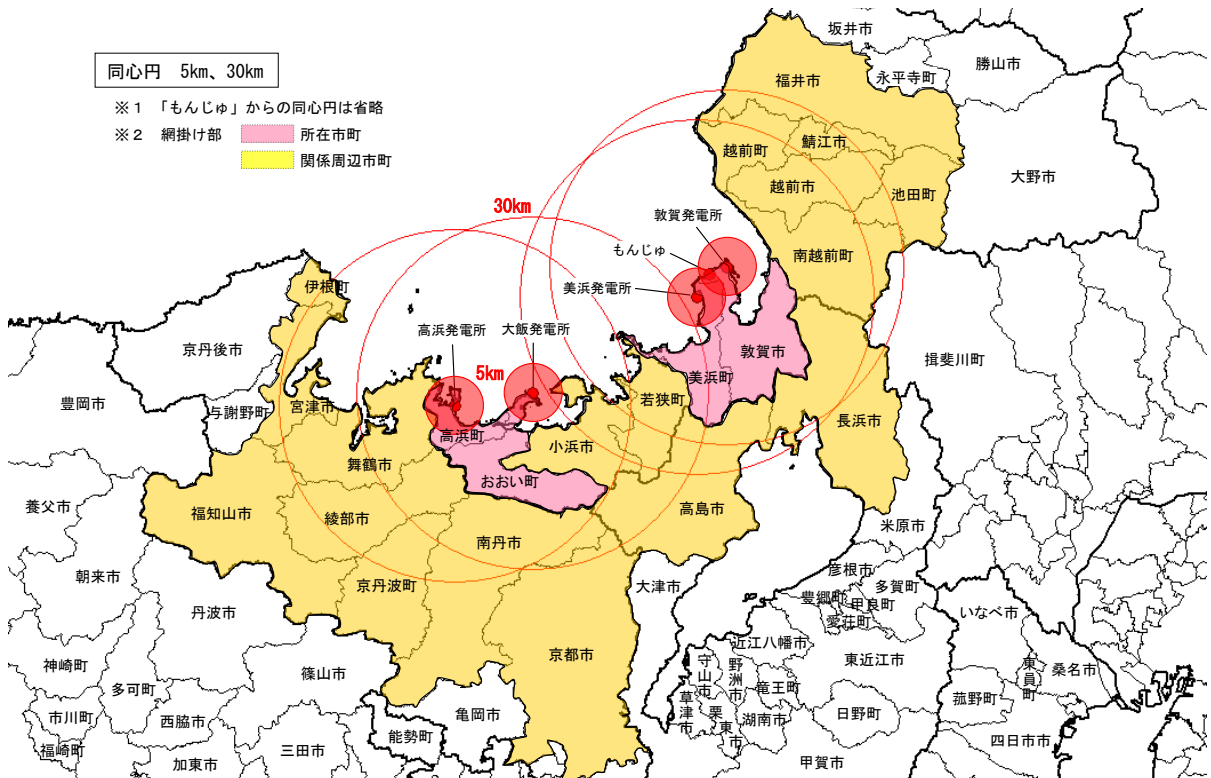 同心円 5km、30km
※1 「もんじゅ」からの同心円は省略
※2 網掛け部 所在市町
関係周辺市町
坂井市
福井市
永平寺町
勝山市
越前町
鯖江市
越前市
池田町
大野市
30km
敦賀発電所
もんじゅ
南越前町
伊根町
美浜発電所
高浜発電所
大飯発電所
京丹後市
敦賀市
揖斐川町
5km
美浜町
豊岡市
与謝野町
宮津市
若狭町
長浜市
高浜町
小浜市
舞鶴市
おおい町
養父市
福知山市
綾部市
高島市
米原市
南丹市
朝来市
京丹波町
大津市
彦根市
多賀町
丹波市
豊郷町
甲良町
愛荘町
いなべ市
近江八幡市
京都市
東近江市
神崎町
篠山市
守山市
野洲市
東員町
桑名市
多可町
竜王町
草津市
栗東市
菰野町
市川町
西脇市
亀岡市
湖南市
日野町
能勢町
福崎町
三田市
四日市市
加東市
甲賀市